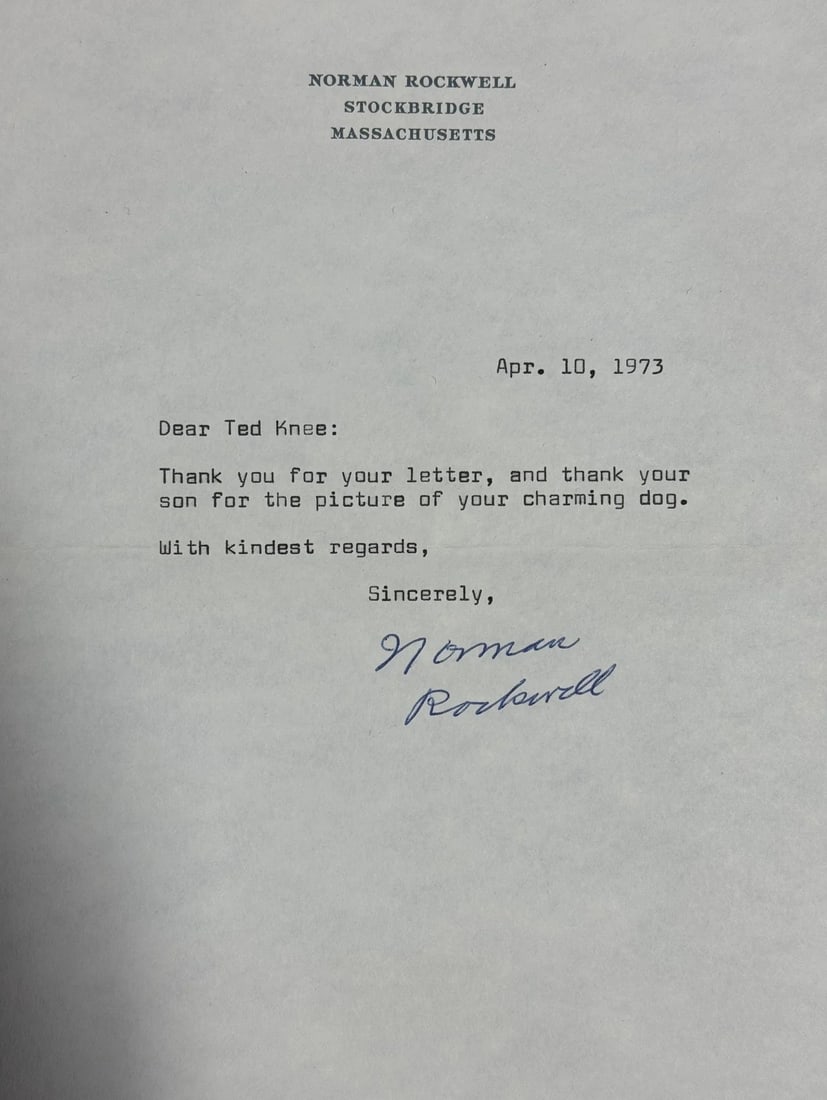 NORMAN ROCKWELL
STOCKBRIDGE
MASSACHUSETTS
Apr. 10, 1973
Dear Ted Knee:
Thank you for your letter, and thank your
son for the picture of your charming dog.
With kindest regards,
Sincerely,
Norman
Rockwell